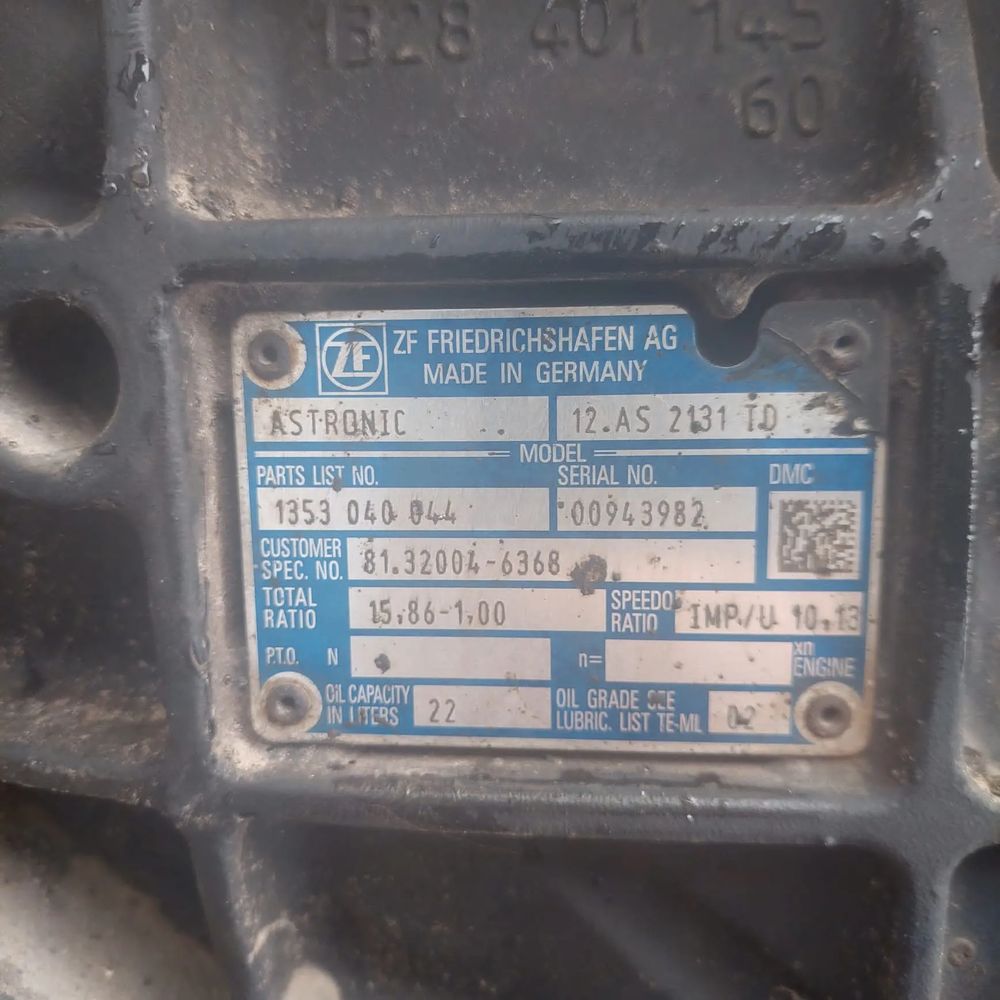 1328 401 145
60
ZF
ZF FRIEDRICHSHAFEN AG
MADE IN GERMANY
ASTRONIC 12.AS 2131 TD
MODEL
PARTS LIST NO. SERIAL NO. DMC
1353 040 044 00943982
CUSTOMER
SPEC. NO. 81.32004-6368
TOTAL
RATIO 15,86-1,00
SPEEDO
RATIO IMP/U 10,13
P.T.O. N n= xn
ENGINE
OIL CAPACITY
IN LITERS 22
OIL GRADE SEE
LUBRIC. LIST TE-ML 02